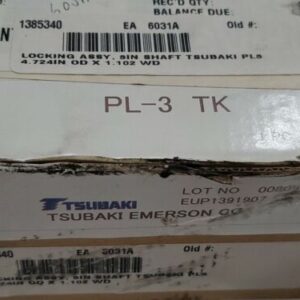 REC'D QTY:
BALANCE DUE:
1385340 EA 6031A Old #:
LOCKING ASSY, 5IN SHAFT TSUBAKI PL5
4.724IN OD X 1.102 WD
PL-3 TK
LOT NO 00805
TSUBAKI EUP1391907
TSUBAKI EMERSON CO
340 EA 6031A Old #:
4.724IN OD X 1.102 WD